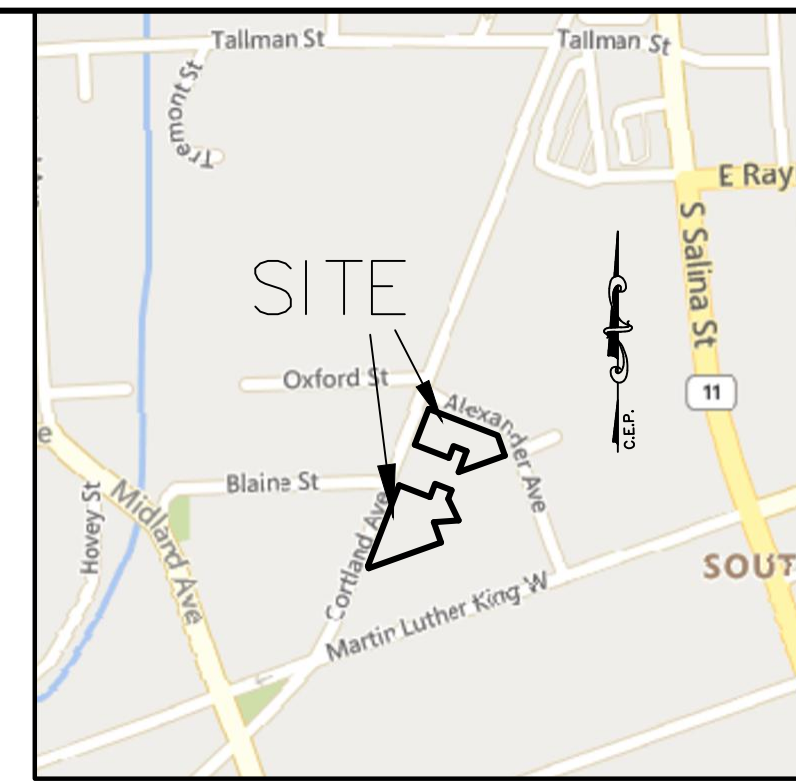 Tallman St
Tallman St
Tremont St
E Ray
S Salina St
SITE
11
Oxford St
Alexander Ave
C.E.P.
e
Blaine St
Hovey St
Midland Ave
Cortland Ave
SOUT
Martin Luther King W